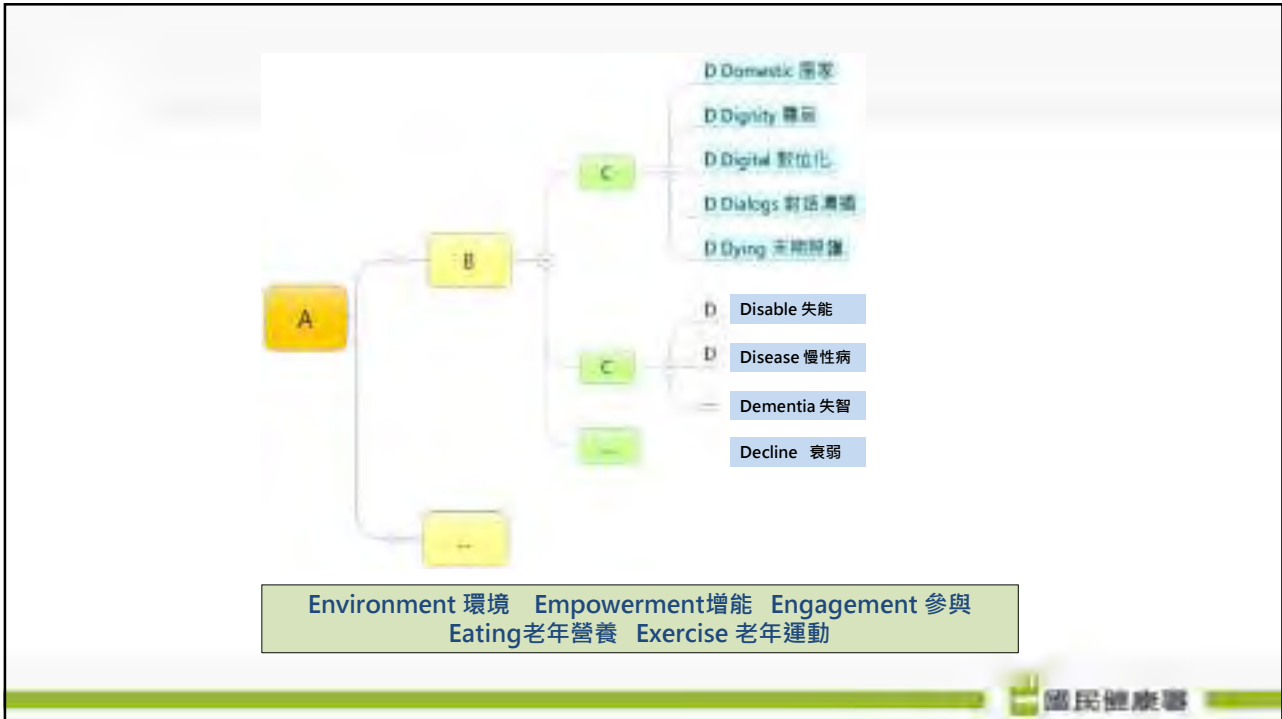 D Domestic 居家
D Dignity 尊嚴
D Digital 數位化
D Dialogs 對話溝通
D Dying 末期照護
C
B
A
D Disable 失能
D Disease 慢性病
C
... Dementia 失智
... Decline 衰弱
...
Environment 環境 Empowerment增能 Engagement 參與
Eating老年營養 Exercise 老年運動
國民健康署